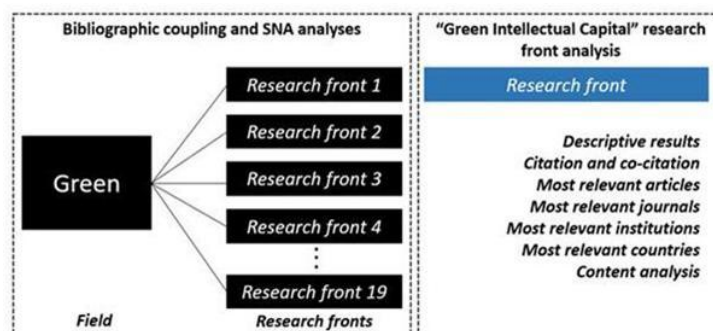 Bibliographic coupling and SNA analyses
Green
Research front 1
Research front 2
Research front 3
Research front 4
Research front 19
Field
Research fronts
“Green Intellectual Capital” research
front analysis
Research front
Descriptive results
Citation and co-citation
Most relevant articles
Most relevant journals
Most relevant institutions
Most relevant countries
Content analysis